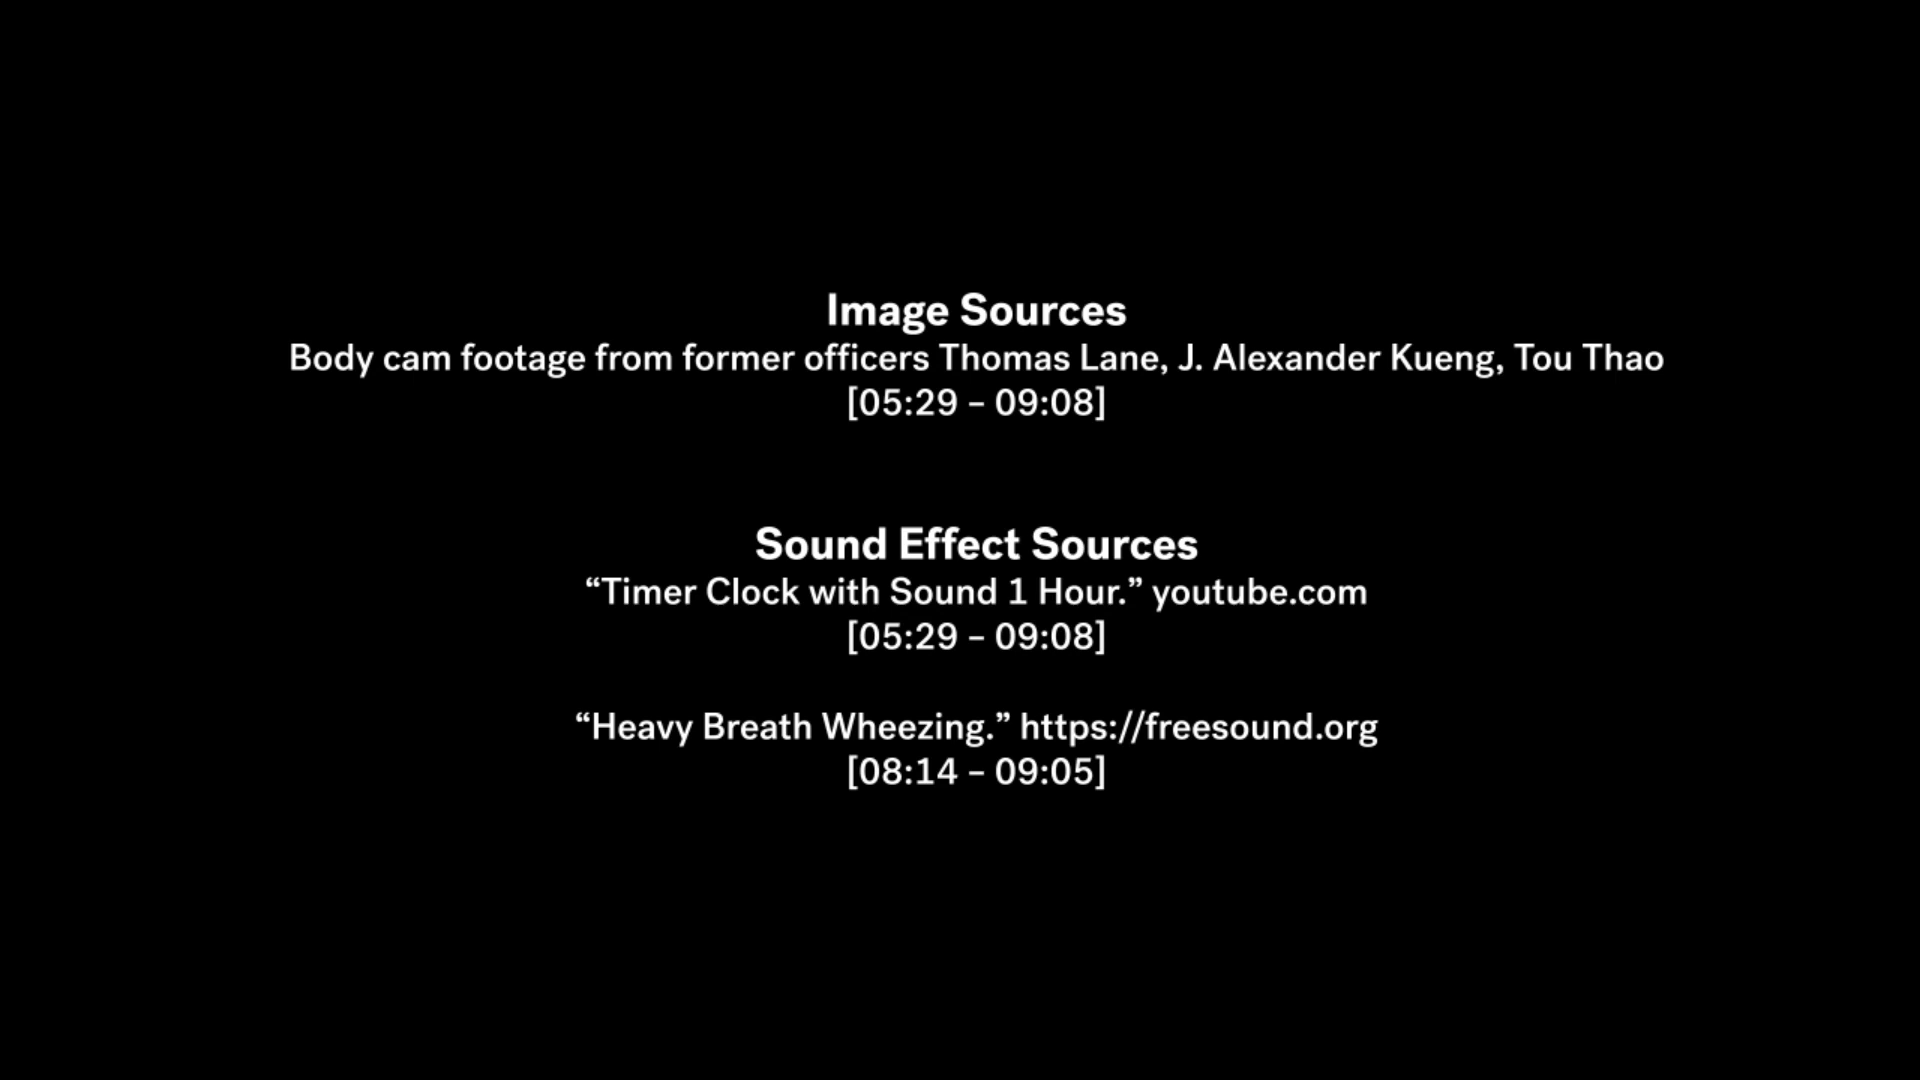 Image Sources
Body cam footage from former officers Thomas Lane, J. Alexander Kueng, Tou Thao
[05:29 – 09:08]
Sound Effect Sources
“Timer Clock with Sound 1 Hour.” youtube.com
[05:29 – 09:08]
“Heavy Breath Wheezing.” https://freesound.org
[08:14 – 09:05]